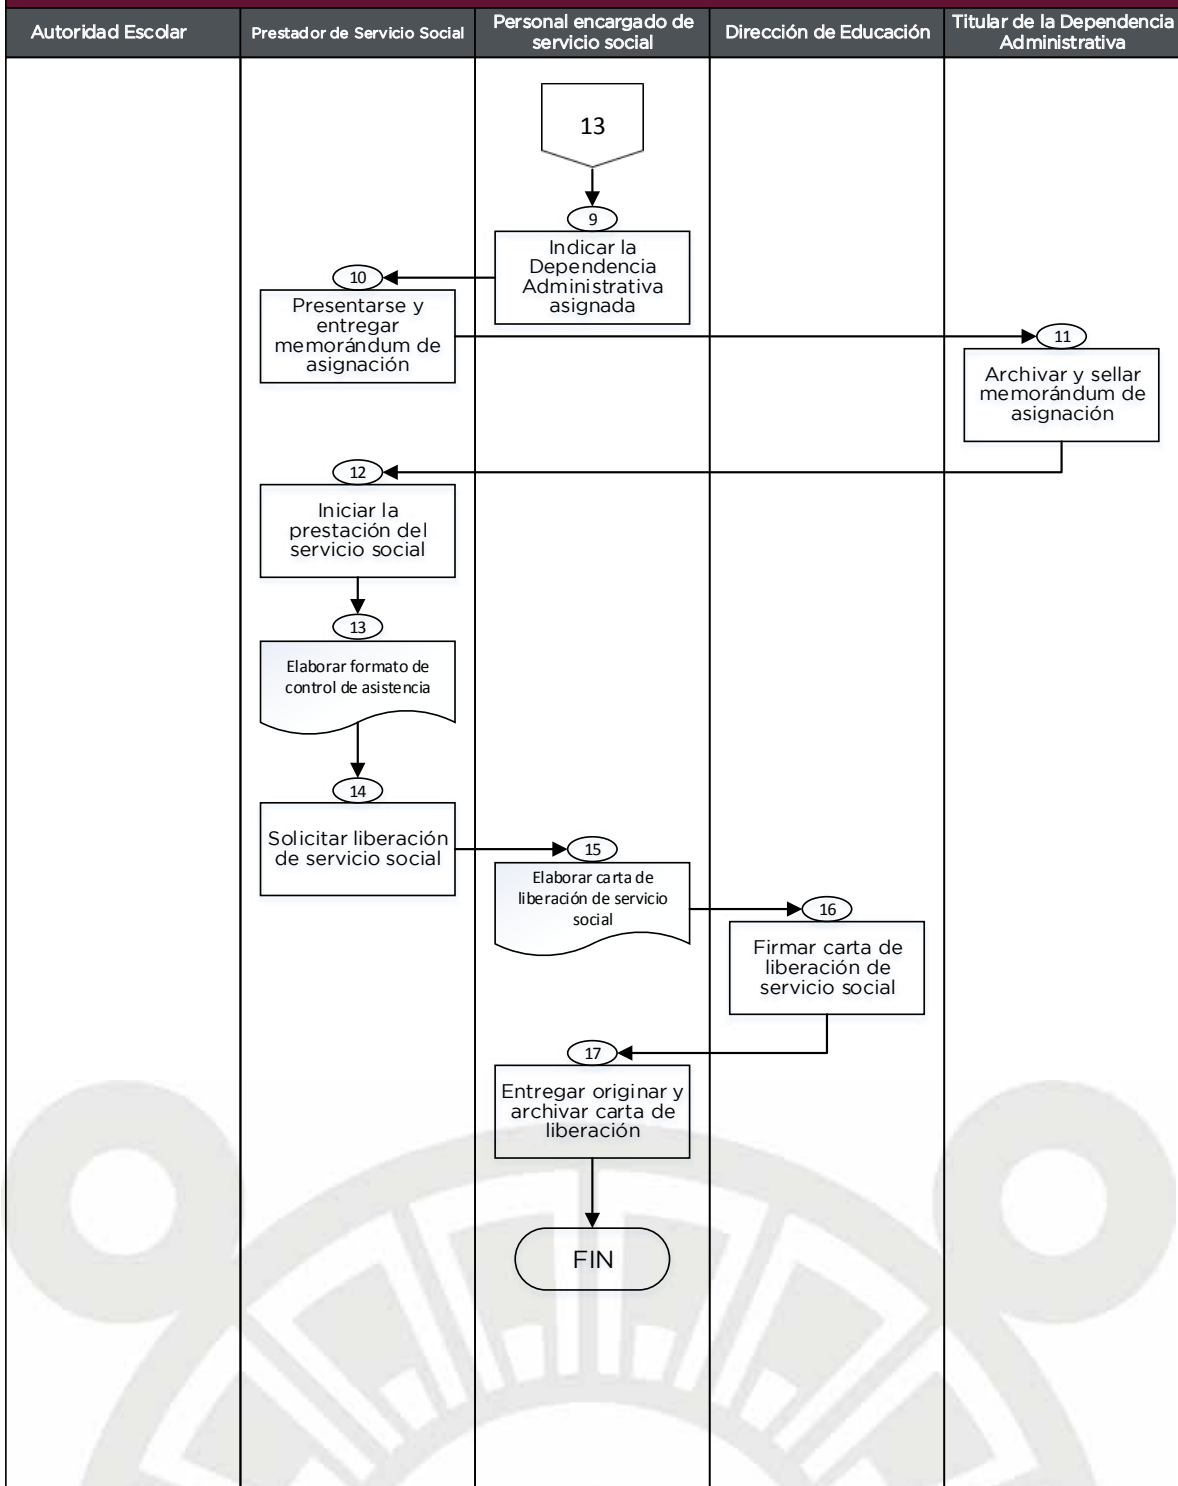 Autoridad Escolar
Prestador de Servicio Social
Personal encargado de
servicio social
Dirección de Educación
Titular de la Dependencia
Administrativa
13
9
Indicar la
Dependencia
Administrativa
asignada
10
Presentarse y
entregar
memorándum de
asignación
11
Archivar y sellar
memorándum de
asignación
12
Iniciar la
prestación del
servicio social
13
Elaborar formato de
control de asistencia
14
Solicitar liberación
de servicio social
15
Elaborar carta de
liberación de servicio
social
16
Firmar carta de
liberación de
servicio social
17
Entregar originar y
archivar carta de
liberación
FIN